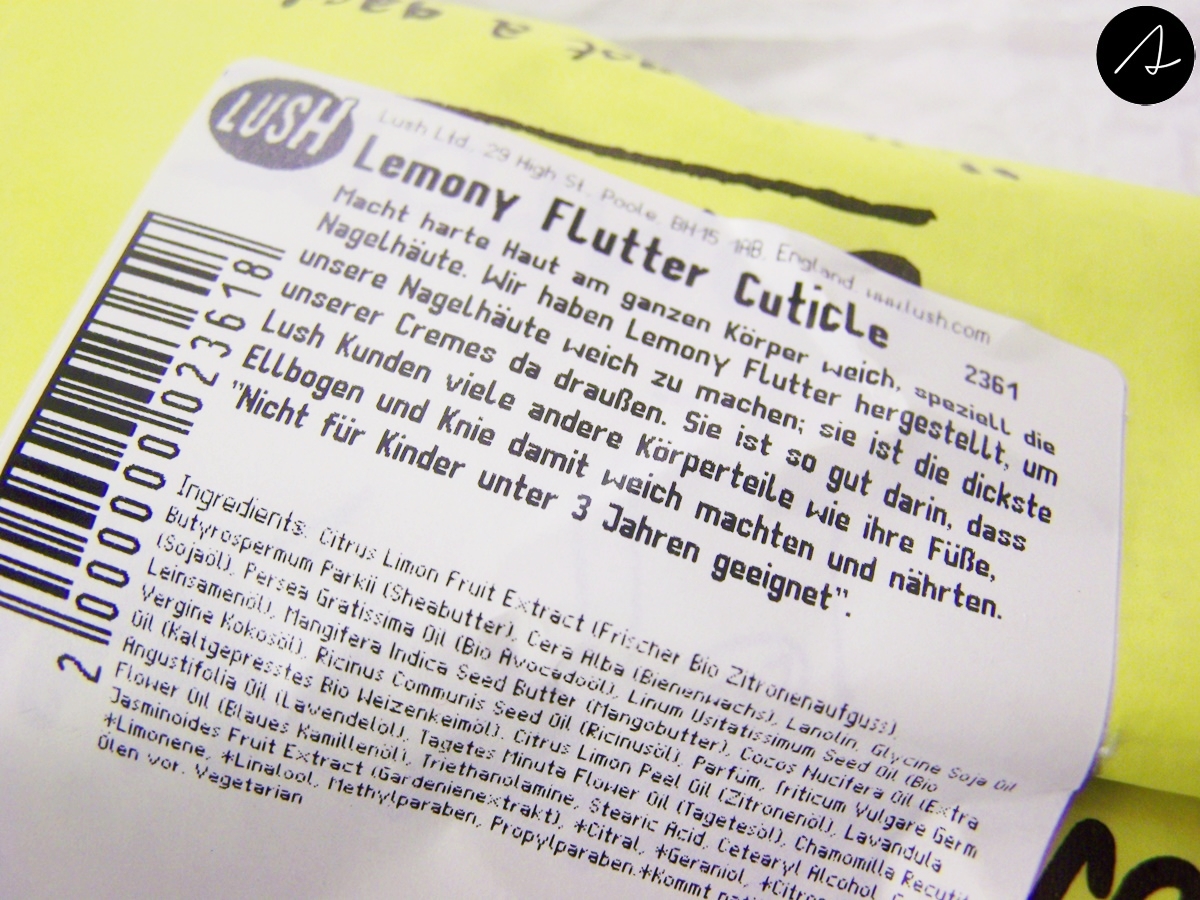 LUSH
Lush Ltd. 29 High St. Poole. BH15 1AB. England www.lush.com
Lemony Flutter Cuticle
2361
Macht harte Haut am ganzen Körper weich, speziell die
Nagelhäute. Wir haben Lemony Flutter hergestellt, um
unsere Nagelhäute weich zu machen; sie ist die dickste
unserer Cremes da draußen. Sie ist so gut darin, dass
Lush Kunden viele andere Körperteile wie ihre Füße,
Ellbogen und Knie damit weich machten und nährten.
"Nicht für Kinder unter 3 Jahren geeignet".
2 000000 023618
Ingredients: Citrus Limon Fruit Extract (Frischer Bio Zitronenaufguss),
Butyrospermum Parkii (Sheabutter), Cera Alba (Bienenwachs), Lanolin, Glycine Soja Oil
(Sojaöl), Persea Gratissima Oil (Bio Avocadoöl), Linum Usitatissimum Seed Oil (Bio
Leinsamenöl), Mangifera Indica Seed Butter (Mangobutter), Cocos Nucifera Oil (Extra
Vergine Kokosöl), Ricinus Communis Seed Oil (Ricinusöl), Parfüm, Triticum Vulgare Germ
Oil (Kaltgepresstes Bio Weizenkeimöl), Citrus Limon Peel Oil (Zitronenöl), Lavandula
Angustifolia Oil (Lavendelöl), Tagetes Minuta Flower Oil (Tagetesöl), Chamomilla Recutit
Flower Oil (Blaues Kamillenöl), Triethanolamine, Stearic Acid, Cetearyl Alcohol,
Jasminoides Fruit Extract (Gardenienextrakt), *Citral, *Geraniol, *Citro
*Limonene, *Linalool, Methylparaben, Propylparaben.*Kommt
Ölen vor. Vegetarian